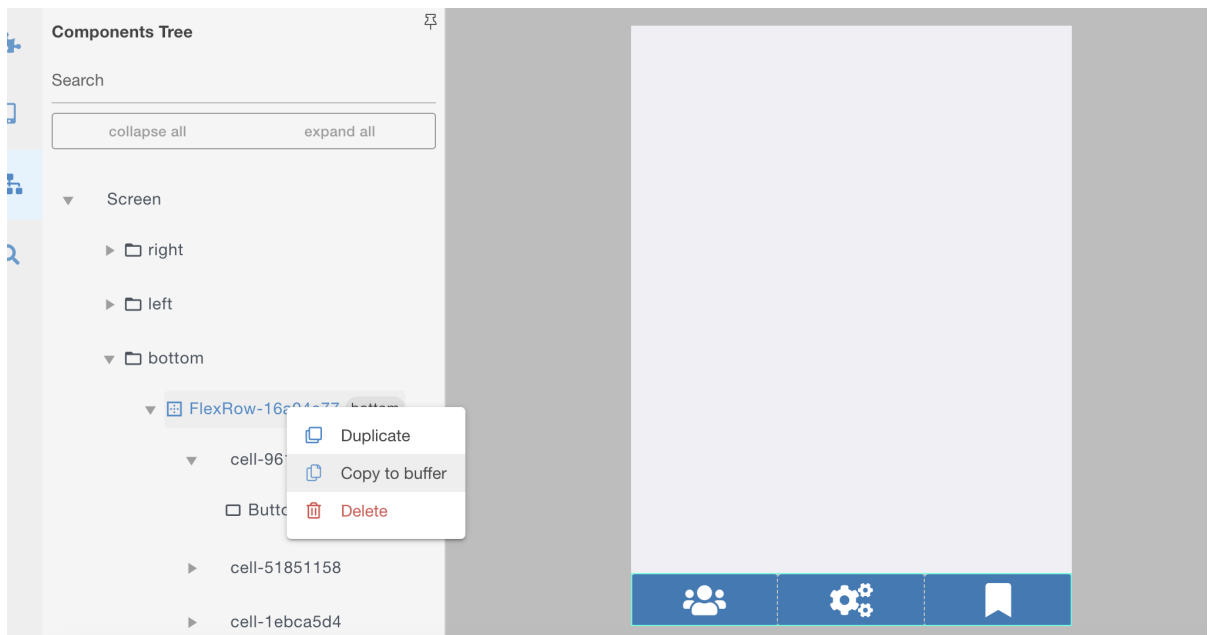 Components Tree
Search
collapse all expand all
Screen
right
left
bottom
Duplicate
Copy to buffer
Delete
cell-51851158
cell-1ebca5d4